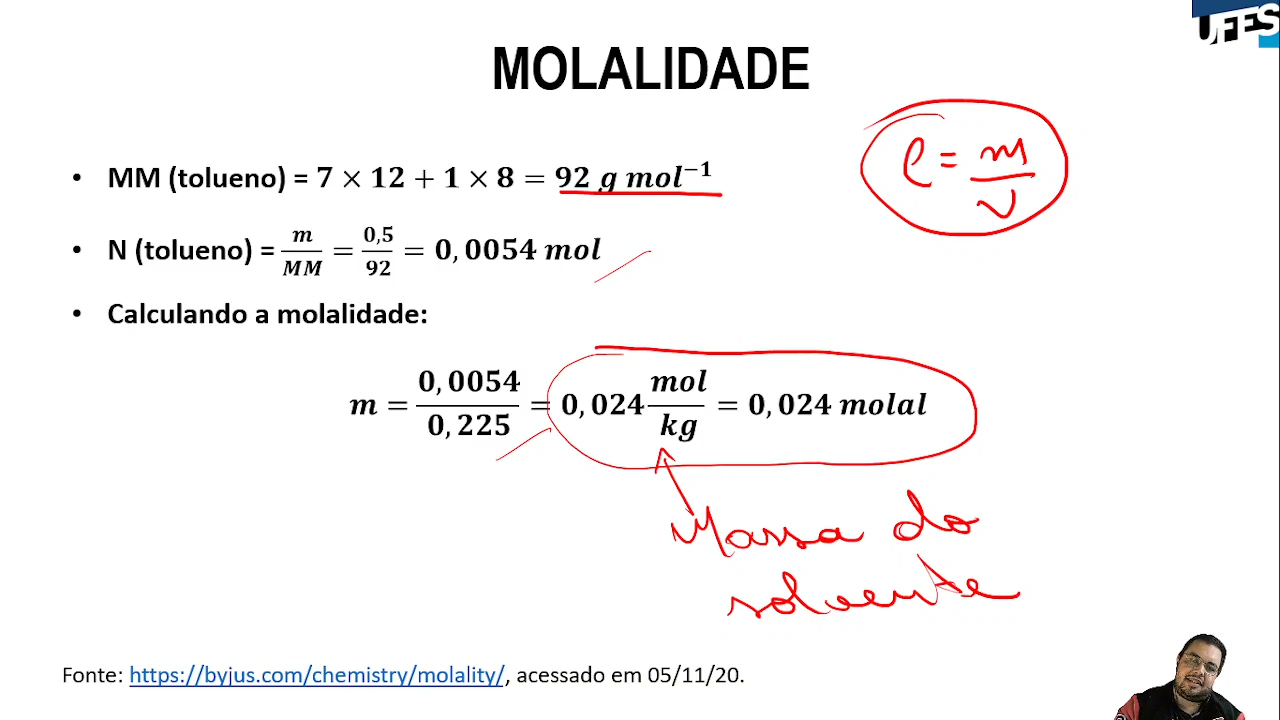 UFES
MOLALIDADE
ρ = m / V
• MM (tolueno) = 7 × 12 + 1 × 8 = 92 g mol⁻¹
• N (tolueno) = m/MM = 0,5/92 = 0,0054 mol
• Calculando a molalidade:
m = 0,0054/0,225 = 0,024 mol/kg = 0,024 molal
Massa do
solvente
Fonte: https://byjus.com/chemistry/molality/, acessado em 05/11/20.